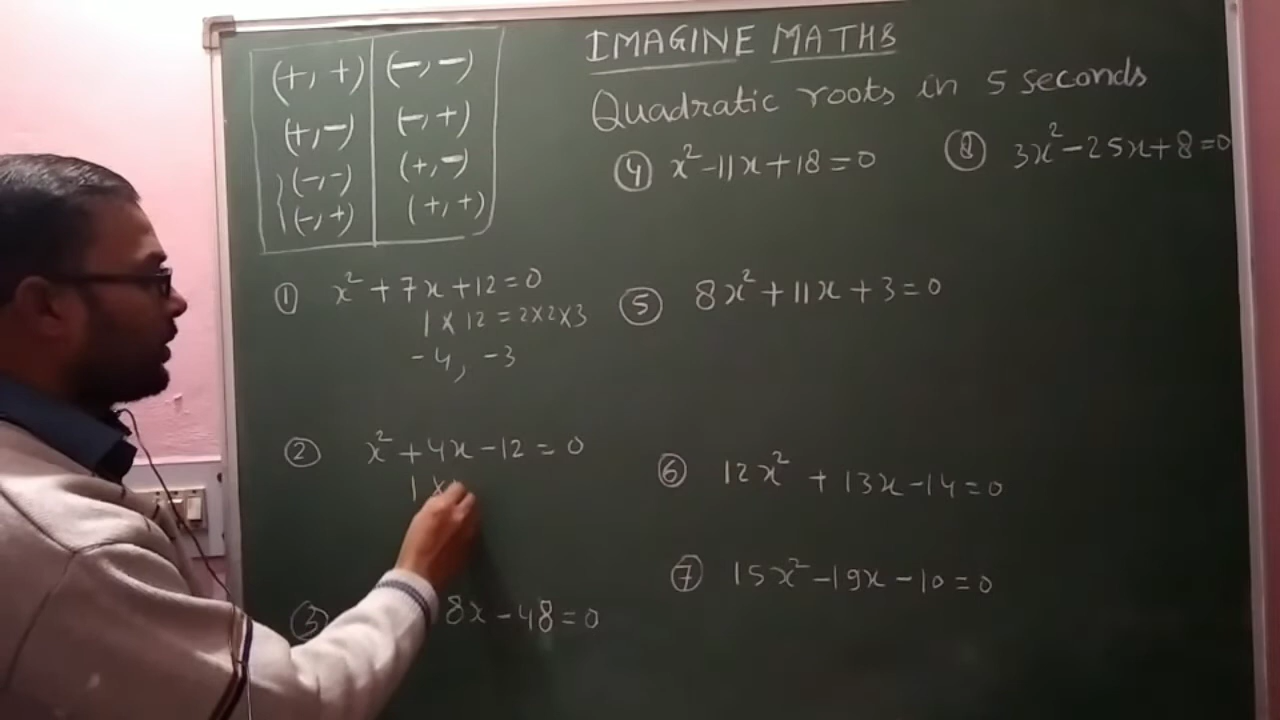 IMAGINE MATHS
Quadratic roots in 5 seconds
(+, +) (−, −)
(+, −) (−, +)
(−, −) (+, −)
(−, +) (+, +)
① x² + 7x + 12 = 0
1 × 12 = 2×2×3
−4, −3
② x² + 4x − 12 = 0
1 ×
③ 8x − 48 = 0
④ x² − 11x + 18 = 0
⑤ 8x² + 11x + 3 = 0
⑥ 12x² + 13x − 14 = 0
⑦ 15x² − 19x − 10 = 0
⑧ 3x² − 25x + 8 = 0